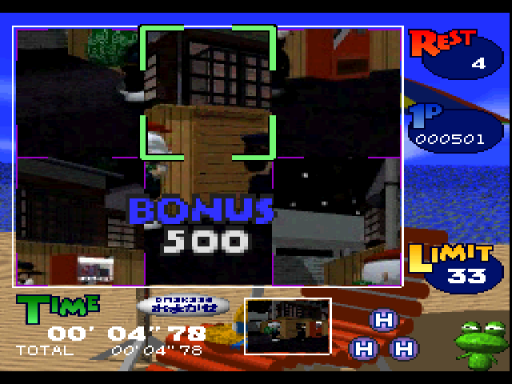 REST
4
1P
000501
BONUS
500
LIMIT
33
TIME
00' 04"78
TOTAL 00'04"78
H
H H